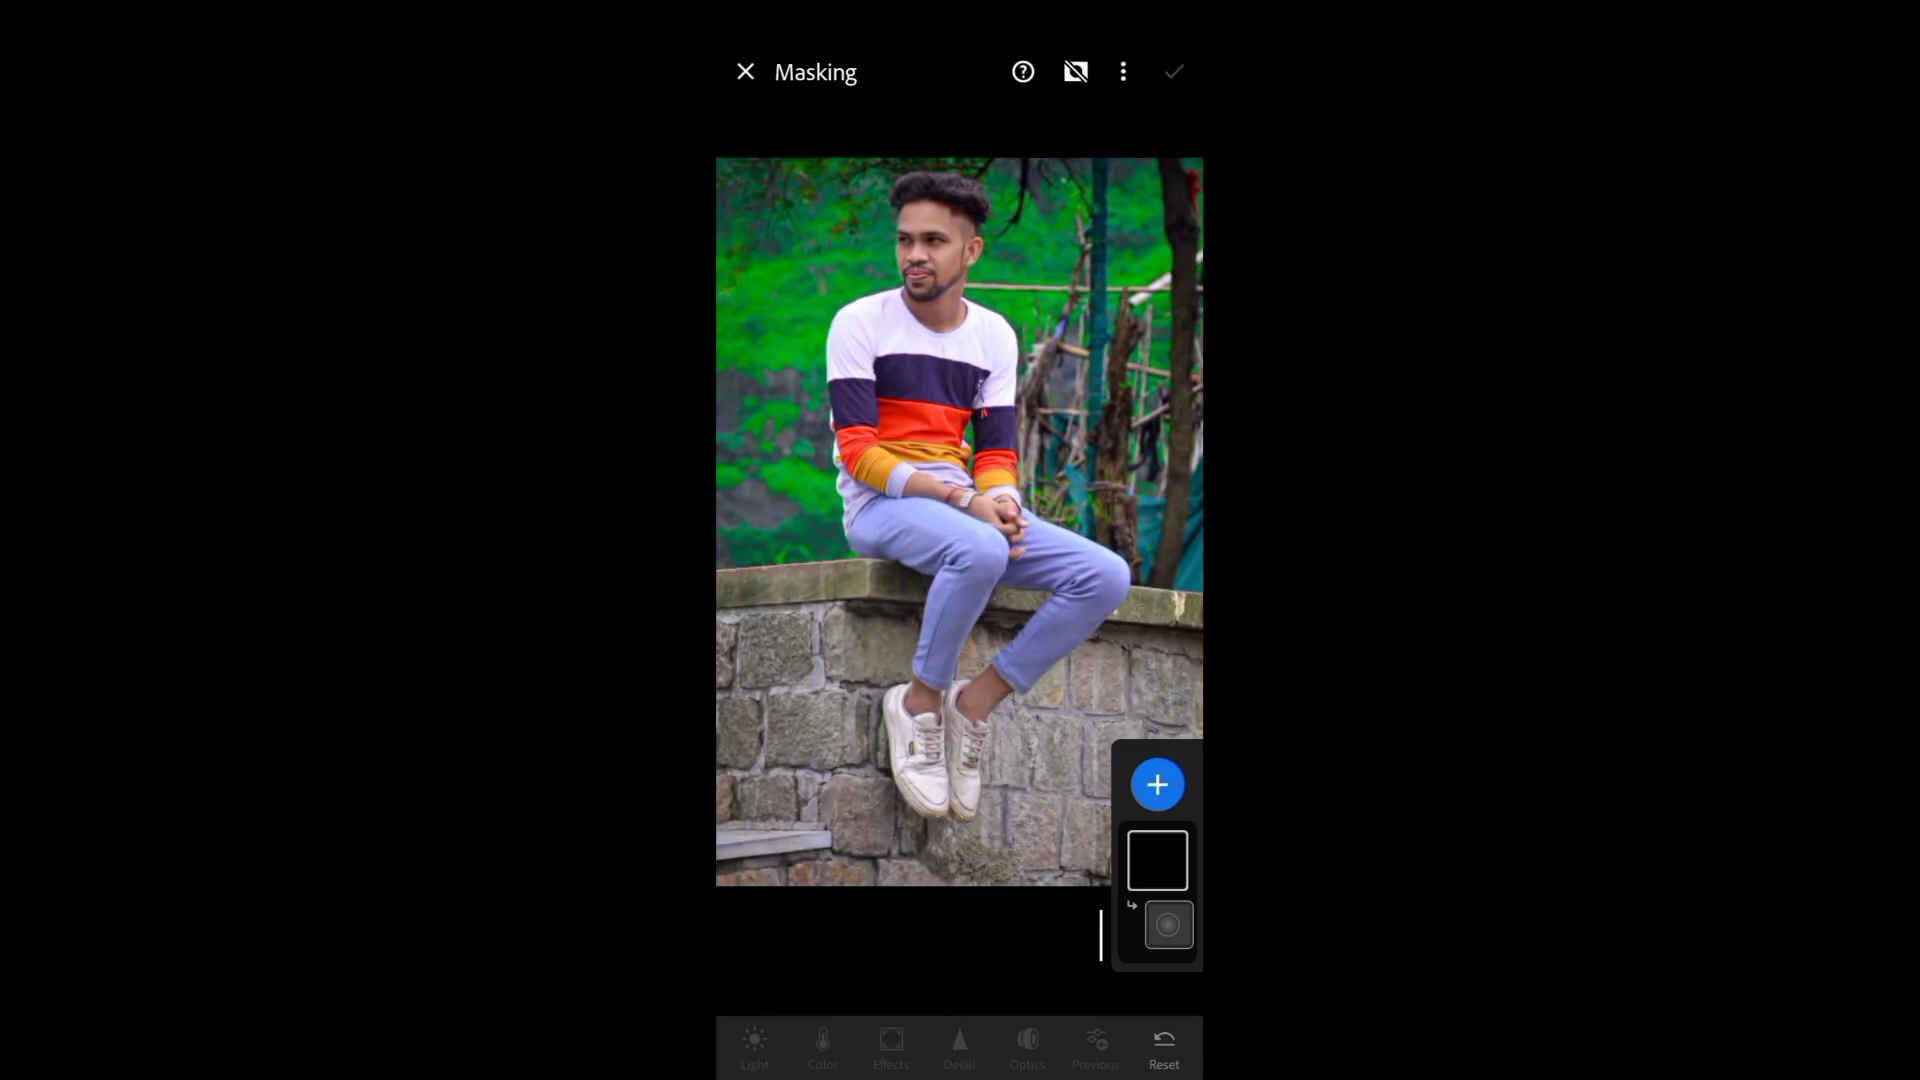 Masking
Light
Color
Effects
Detail
Optics
Previous
Reset